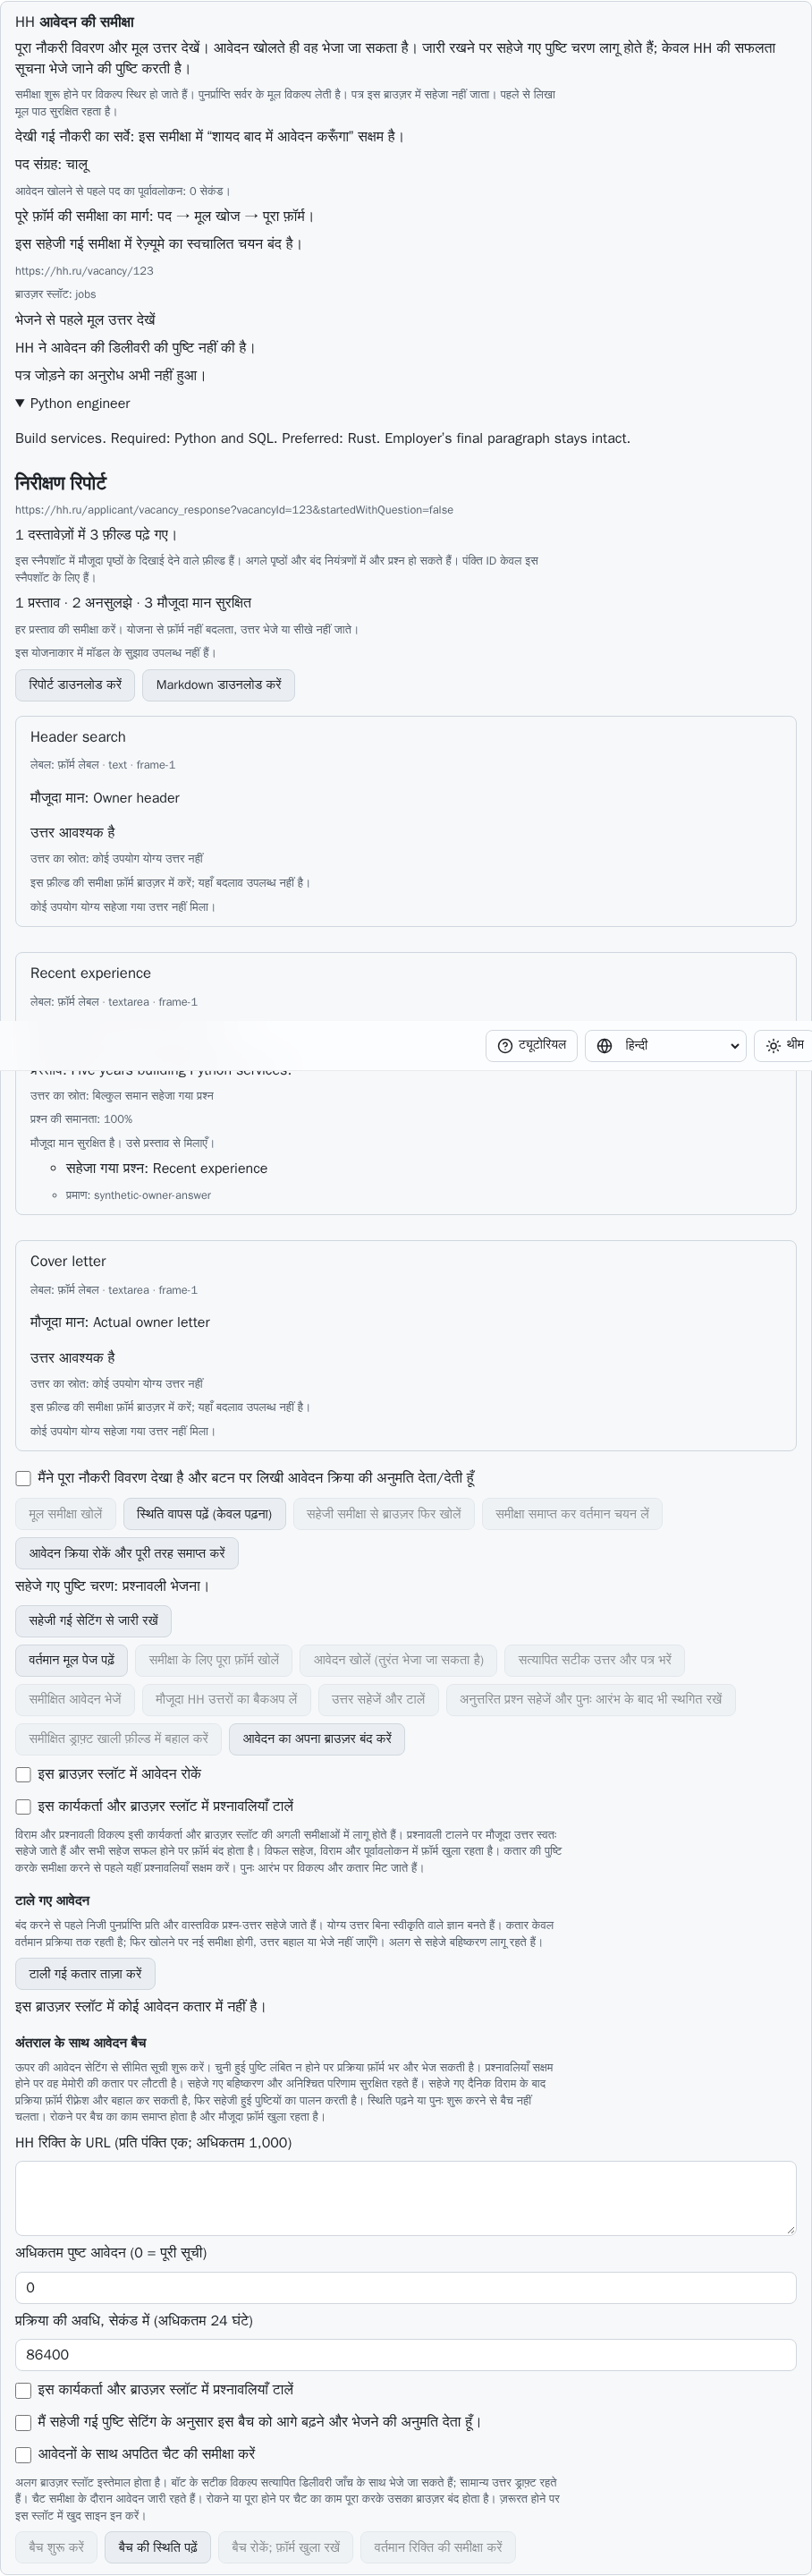 HH आवेदन की समीक्षा
पूरा नौकरी विवरण और मूल उत्तर देखें। आवेदन खोलते ही वह भेजा जा सकता है। जारी रखने पर सहेजे गए पुष्टि चरण लागू होते हैं; केवल HH की सफलता
सूचना भेजे जाने की पुष्टि करती है।
समीक्षा शुरू होने पर विकल्प स्थिर हो जाते हैं। पुनर्प्राप्ति सर्वर के मूल विकल्प लेती है। पत्र इस ब्राउज़र में सहेजा नहीं जाता। पहले से लिखा
मूल पाठ सुरक्षित रहता है।
देखी गई नौकरी का सर्वे: इस समीक्षा में “शायद बाद में आवेदन करूँगा” सक्षम है।
पद संग्रह: चालू
आवेदन खोलने से पहले पद का पूर्वावलोकन: 0 सेकंड।
पूरे फ़ॉर्म की समीक्षा का मार्ग: पद → मूल खोज → पूरा फ़ॉर्म।
इस सहेजी गई समीक्षा में रेज़्यूमे का स्वचालित चयन बंद है।
https://hh.ru/vacancy/123
ब्राउज़र स्लॉट: jobs
भेजने से पहले मूल उत्तर देखें
HH ने आवेदन की डिलीवरी की पुष्टि नहीं की है।
पत्र जोड़ने का अनुरोध अभी नहीं हुआ।
▼ Python engineer
Build services. Required: Python and SQL. Preferred: Rust. Employer's final paragraph stays intact.
निरीक्षण रिपोर्ट
https://hh.ru/applicant/vacancy_response?vacancyId=123&startedWithQuestion=false
1 दस्तावेज़ों में 3 फ़ील्ड पढ़े गए।
इस स्नैपशॉट में मौजूदा पृष्ठों के दिखाई देने वाले फ़ील्ड हैं। अगले पृष्ठों और बंद नियंत्रणों में और प्रश्न हो सकते हैं। पंक्ति ID केवल इस
स्नैपशॉट के लिए हैं।
1 प्रस्ताव · 2 अनसुलझे · 3 मौजूदा मान सुरक्षित
हर प्रस्ताव की समीक्षा करें। योजना से फ़ॉर्म नहीं बदलता, उत्तर भेजे या सीखे नहीं जाते।
इस योजनाकार में मॉडल के सुझाव उपलब्ध नहीं हैं।
रिपोर्ट डाउनलोड करें
Markdown डाउनलोड करें
Header search
लेबल: फ़ॉर्म लेबल · text · frame-1
मौजूदा मान: Owner header
उत्तर आवश्यक है
उत्तर का स्रोत: कोई उपयोग योग्य उत्तर नहीं
इस फ़ील्ड की समीक्षा फ़ॉर्म ब्राउज़र में करें; यहाँ बदलाव उपलब्ध नहीं है।
कोई उपयोग योग्य सहेजा गया उत्तर नहीं मिला।
Recent experience
लेबल: फ़ॉर्म लेबल · textarea · frame-1
ट्यूटोरियल
हिन्दी
थीम
प्रस्ताव: Five years building Python services.
उत्तर का स्रोत: बिल्कुल समान सहेजा गया प्रश्न
प्रश्न की समानता: 100%
मौजूदा मान सुरक्षित है। उसे प्रस्ताव से मिलाएँ।
सहेजा गया प्रश्न: Recent experience
प्रमाण: synthetic-owner-answer
Cover letter
लेबल: फ़ॉर्म लेबल · textarea · frame-1
मौजूदा मान: Actual owner letter
उत्तर आवश्यक है
उत्तर का स्रोत: कोई उपयोग योग्य उत्तर नहीं
इस फ़ील्ड की समीक्षा फ़ॉर्म ब्राउज़र में करें; यहाँ बदलाव उपलब्ध नहीं है।
कोई उपयोग योग्य सहेजा गया उत्तर नहीं मिला।
मैंने पूरा नौकरी विवरण देखा है और बटन पर लिखी आवेदन क्रिया की अनुमति देता/देती हूँ
मूल समीक्षा खोलें
स्थिति वापस पढ़ें (केवल पढ़ना)
सहेजी समीक्षा से ब्राउज़र फिर खोलें
समीक्षा समाप्त कर वर्तमान चयन लें
आवेदन क्रिया रोकें और पूरी तरह समाप्त करें
सहेजे गए पुष्टि चरण: प्रश्नावली भेजना।
सहेजी गई सेटिंग से जारी रखें
वर्तमान मूल पेज पढ़ें
समीक्षा के लिए पूरा फ़ॉर्म खोलें
आवेदन खोलें (तुरंत भेजा जा सकता है)
सत्यापित सटीक उत्तर और पत्र भरें
समीक्षित आवेदन भेजें
मौजूदा HH उत्तरों का बैकअप लें
उत्तर सहेजें और टालें
अनुत्तरित प्रश्न सहेजें और पुनः आरंभ के बाद भी स्थगित रखें
समीक्षित ड्राफ़्ट खाली फ़ील्ड में बहाल करें
आवेदन का अपना ब्राउज़र बंद करें
इस ब्राउज़र स्लॉट में आवेदन रोकें
इस कार्यकर्ता और ब्राउज़र स्लॉट में प्रश्नावलियाँ टालें
विराम और प्रश्नावली विकल्प इसी कार्यकर्ता और ब्राउज़र स्लॉट की अगली समीक्षाओं में लागू होते हैं। प्रश्नावली टालने पर मौजूदा उत्तर स्वतः
सहेजे जाते हैं और सभी सहेज सफल होने पर फ़ॉर्म बंद होता है। विफल सहेज, विराम और पूर्वावलोकन में फ़ॉर्म खुला रहता है। कतार की पुष्टि
करके समीक्षा करने से पहले यहीं प्रश्नावलियाँ सक्षम करें। पुनः आरंभ पर विकल्प और कतार मिट जाते हैं।
टाले गए आवेदन
बंद करने से पहले निजी पुनर्प्राप्ति प्रति और वास्तविक प्रश्न-उत्तर सहेजे जाते हैं। योग्य उत्तर बिना स्वीकृति वाले ज्ञान बनते हैं। कतार केवल
वर्तमान प्रक्रिया तक रहती है; फिर खोलने पर नई समीक्षा होगी, उत्तर बहाल या भेजे नहीं जाएँगे। अलग से सहेजे बहिष्करण लागू रहते हैं।
टाली गई कतार ताज़ा करें
इस ब्राउज़र स्लॉट में कोई आवेदन कतार में नहीं है।
अंतराल के साथ आवेदन बैच
ऊपर की आवेदन सेटिंग से सीमित सूची शुरू करें। चुनी हुई पुष्टि लंबित न होने पर प्रक्रिया फ़ॉर्म भर और भेज सकती है। प्रश्नावलियाँ सक्षम
होने पर वह मेमोरी की कतार पर लौटती है। सहेजे गए बहिष्करण और अनिश्चित परिणाम सुरक्षित रहते हैं। सहेजे गए दैनिक विराम के बाद
प्रक्रिया फ़ॉर्म रीफ़्रेश और बहाल कर सकती है, फिर सहेजी हुई पुष्टियों का पालन करती है। स्थिति पढ़ने या पुनः शुरू करने से बैच नहीं
चलता। रोकने पर बैच का काम समाप्त होता है और मौजूदा फ़ॉर्म खुला रहता है।
HH रिक्ति के URL (प्रति पंक्ति एक; अधिकतम 1,000)
अधिकतम पुष्ट आवेदन (0 = पूरी सूची)
0
प्रक्रिया की अवधि, सेकंड में (अधिकतम 24 घंटे)
86400
इस कार्यकर्ता और ब्राउज़र स्लॉट में प्रश्नावलियाँ टालें
मैं सहेजी गई पुष्टि सेटिंग के अनुसार इस बैच को आगे बढ़ने और भेजने की अनुमति देता हूँ।
आवेदनों के साथ अपठित चैट की समीक्षा करें
अलग ब्राउज़र स्लॉट इस्तेमाल होता है। बॉट के सटीक विकल्प सत्यापित डिलीवरी जाँच के साथ भेजे जा सकते हैं; सामान्य उत्तर ड्राफ़्ट रहते
हैं। चैट समीक्षा के दौरान आवेदन जारी रहते हैं। रोकने या पूरा होने पर चैट का काम पूरा करके उसका ब्राउज़र बंद होता है। ज़रूरत होने पर
इस स्लॉट में खुद साइन इन करें।
बैच शुरू करें
बैच की स्थिति पढ़ें
बैच रोकें; फ़ॉर्म खुला रखें
वर्तमान रिक्ति की समीक्षा करें